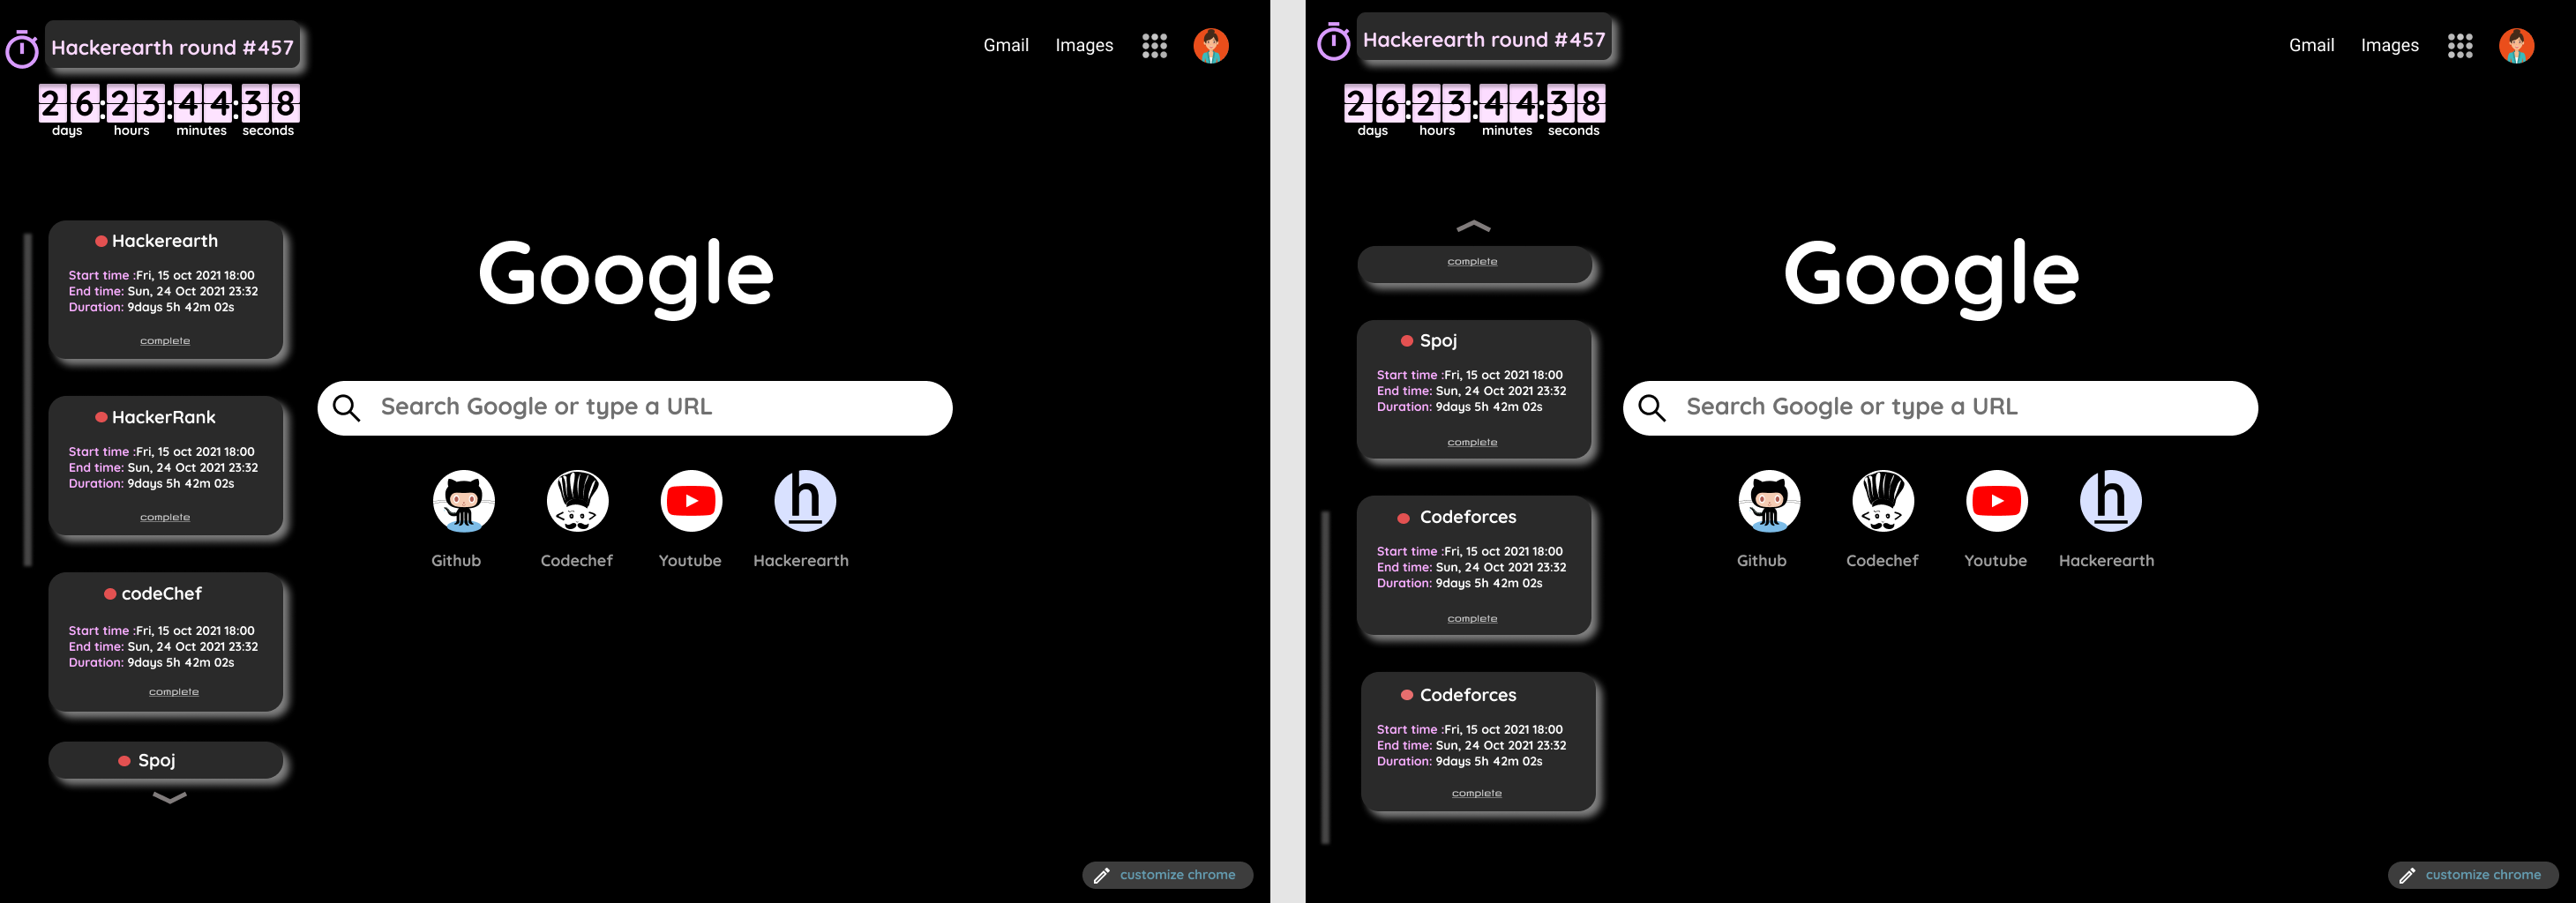 Hackerearth round #457
Gmail Images
26:23:44:38
days hours minutes seconds
Hackerearth
Start time :Fri, 15 oct 2021 18:00
End time: Sun, 24 Oct 2021 23:32
Duration: 9days 5h 42m 02s
complete
HackerRank
Start time :Fri, 15 oct 2021 18:00
End time: Sun, 24 Oct 2021 23:32
Duration: 9days 5h 42m 02s
complete
codeChef
Start time :Fri, 15 oct 2021 18:00
End time: Sun, 24 Oct 2021 23:32
Duration: 9days 5h 42m 02s
complete
Spoj
Google
Search Google or type a URL
h
Github Codechef Youtube Hackerearth
customize chrome
Hackerearth round #457
Gmail Images
26:23:44:38
days hours minutes seconds
complete
Spoj
Start time :Fri, 15 oct 2021 18:00
End time: Sun, 24 Oct 2021 23:32
Duration: 9days 5h 42m 02s
complete
Codeforces
Start time :Fri, 15 oct 2021 18:00
End time: Sun, 24 Oct 2021 23:32
Duration: 9days 5h 42m 02s
complete
Codeforces
Start time :Fri, 15 oct 2021 18:00
End time: Sun, 24 Oct 2021 23:32
Duration: 9days 5h 42m 02s
complete
Google
Search Google or type a URL
h
Github Codechef Youtube Hackerearth
customize chrome